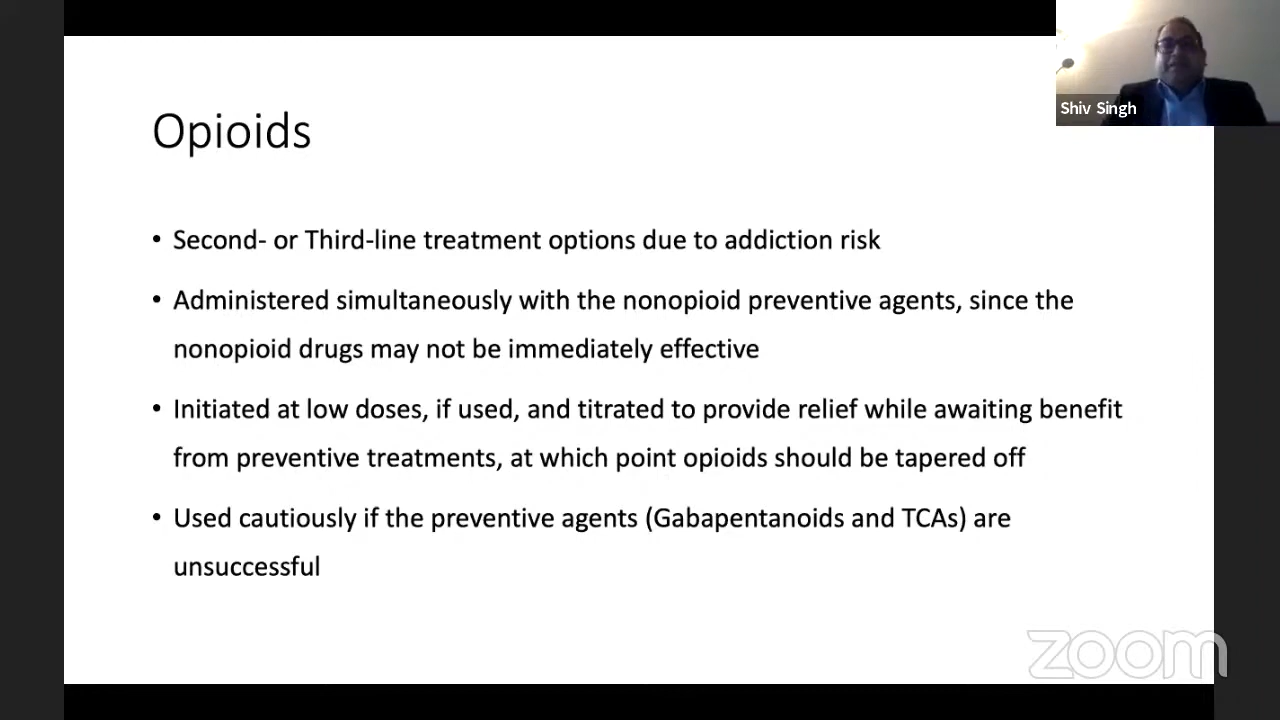 Shiv Singh
Opioids
• Second- or Third-line treatment options due to addiction risk
• Administered simultaneously with the nonopioid preventive agents, since the
nonopioid drugs may not be immediately effective
• Initiated at low doses, if used, and titrated to provide relief while awaiting benefit
from preventive treatments, at which point opioids should be tapered off
• Used cautiously if the preventive agents (Gabapentanoids and TCAs) are
unsuccessful
zoom